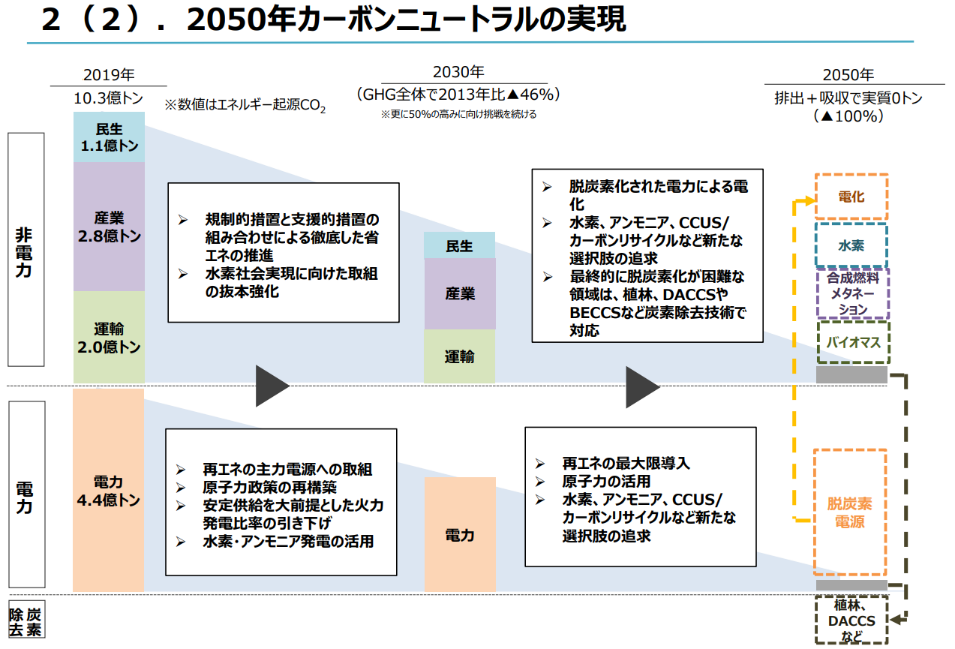 ２（２）．2050年カーボンニュートラルの実現
2019年
10.3億トン
※数値はエネルギー起源CO2
2030年
（GHG全体で2013年比▲46%）
※更に50％の高みに向け挑戦を続ける
2050年
排出＋吸収で実質0トン
（▲100%）
非電力
民生
1.1億トン
産業
2.8億トン
運輸
2.0億トン
➢ 規制的措置と支援的措置の
組み合わせによる徹底した省
エネの推進
➢ 水素社会実現に向けた取組
の抜本強化
民生
産業
運輸
➢ 脱炭素化された電力による電
化
➢ 水素、アンモニア、CCUS/
カーボンリサイクルなど新たな
選択肢の追求
➢ 最終的に脱炭素化が困難な
領域は、植林、DACCSや
BECCSなど炭素除去技術で
対応
電化
水素
合成燃料
メタネー
ション
バイオマス
電力
電力
4.4億トン
➢ 再エネの主力電源への取組
➢ 原子力政策の再構築
➢ 安定供給を大前提とした火力
発電比率の引き下げ
➢ 水素・アンモニア発電の活用
電力
➢ 再エネの最大限導入
➢ 原子力の活用
➢ 水素、アンモニア、CCUS/
カーボンリサイクルなど新たな
選択肢の追求
脱炭素
電源
炭素
除去
植林、
DACCS
など